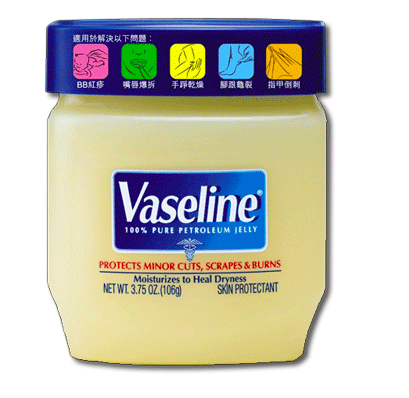 適用於解決以下問題：
BB紅疹 嘴唇爆拆 手踭乾燥 腳跟龜裂 指甲倒刺
Vaseline®
100% PURE PETROLEUM JELLY
PROTECTS MINOR CUTS, SCRAPES & BURNS
Moisturizes to Heal Dryness
NET WT. 3.75 OZ. (106g) SKIN PROTECTANT